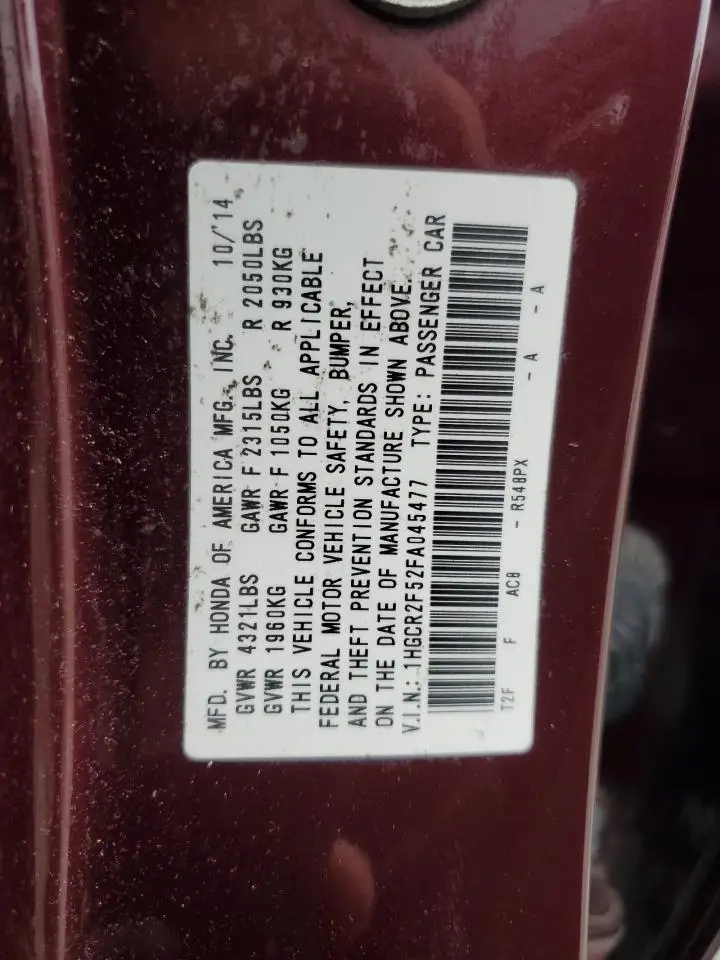 MFD. BY HONDA OF AMERICA MFG., INC. 10/'14
GVWR 4321LBS GAWR F 2315LBS R 2050LBS
GVWR 1960KG GAWR F 1050KG R 930KG
THIS VEHICLE CONFORMS TO ALL APPLICABLE
FEDERAL MOTOR VEHICLE SAFETY, BUMPER,
AND THEFT PREVENTION STANDARDS IN EFFECT
ON THE DATE OF MANUFACTURE SHOWN ABOVE.
V.I.N.: 1HGCR2F52FA045477 TYPE: PASSENGER CAR
T2F F AC8 - R548PX - A - A